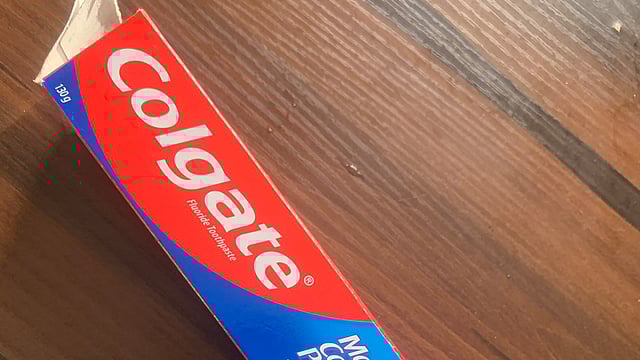 130g
Colgate®
Fluoride Toothpaste